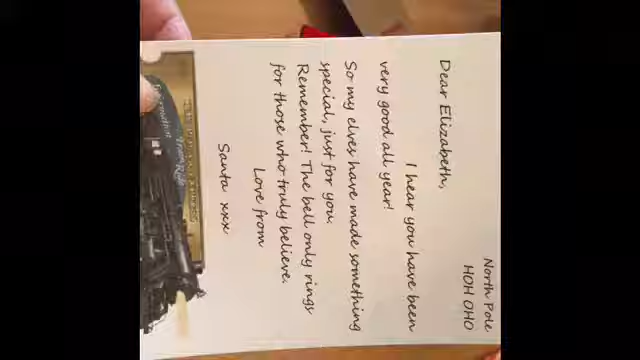 North Pole
HOH OHO
Dear Elizabeth,
I hear you have been
very good all year!
So my elves have made something
special, just for you.
Remember! The bell only rings
for those who truly believe.
Love from
Santa xxx